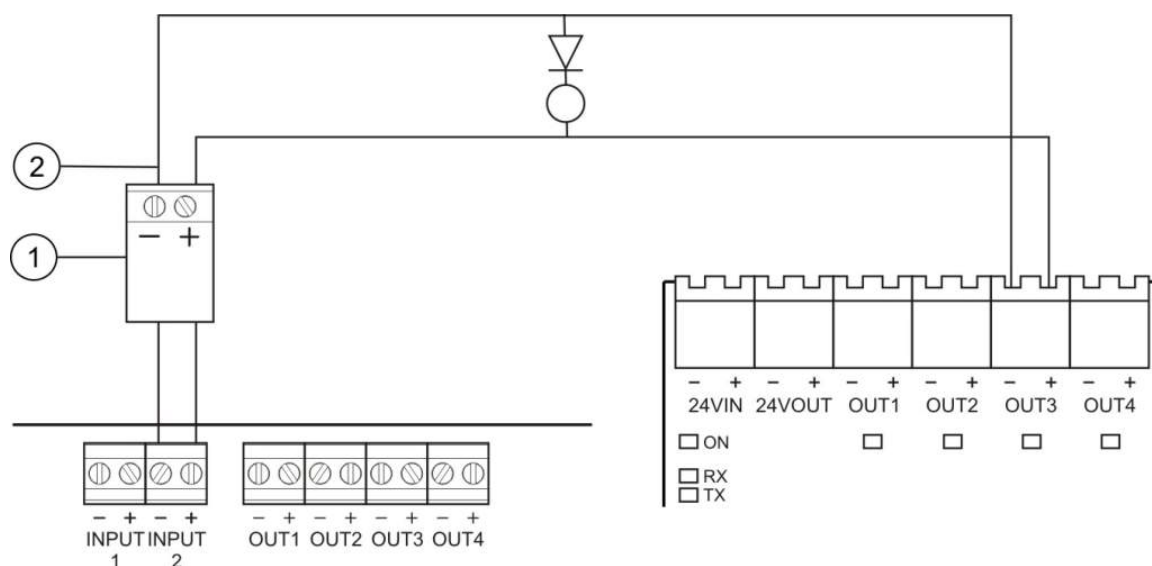 2
− +
1
− + − + − + − + − + − +
24VIN 24VOUT OUT1 OUT2 OUT3 OUT4
ON
RX
TX
− + − + − + − + − + − +
INPUT INPUT OUT1 OUT2 OUT3 OUT4
1 2